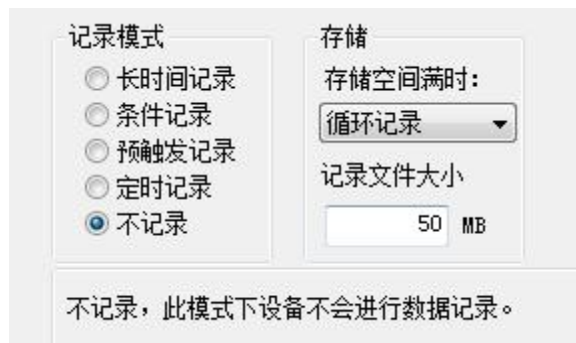 记录模式
长时间记录
条件记录
预触发记录
定时记录
不记录
存储
存储空间满时:
循环记录
记录文件大小
50 MB
不记录，此模式下设备不会进行数据记录。